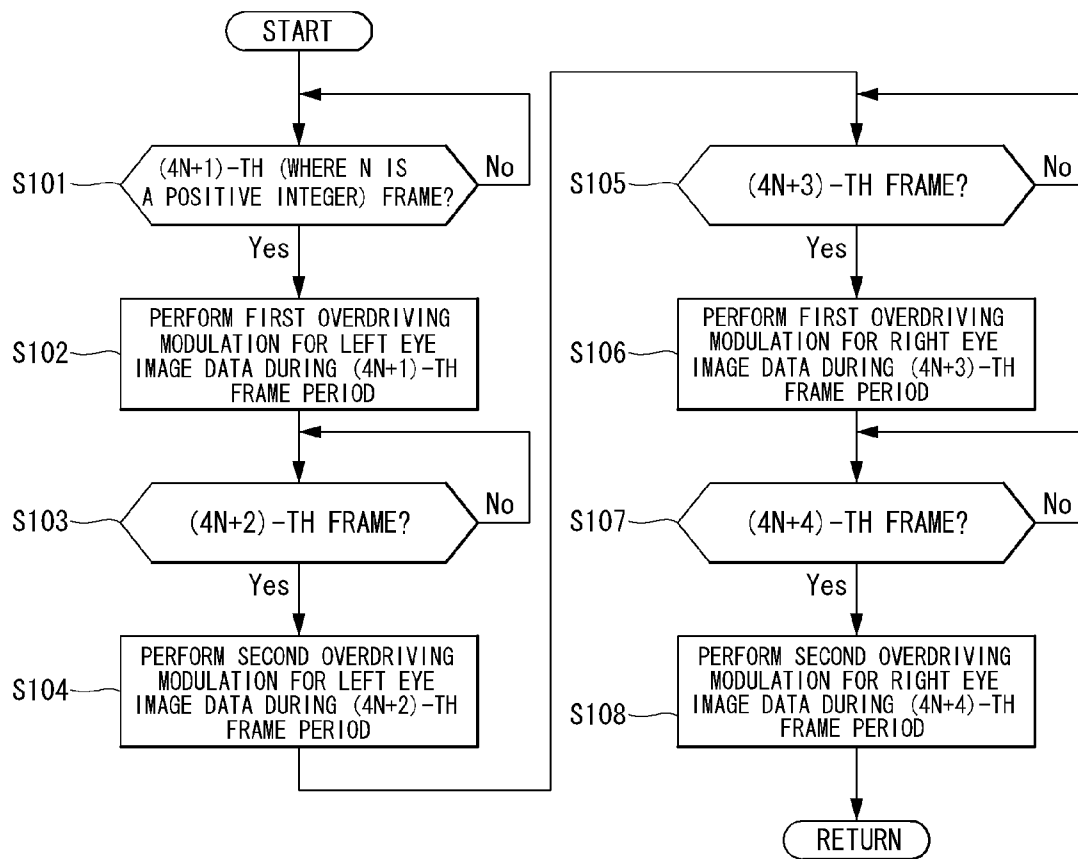 START
S101
(4N+1)-TH (WHERE N IS
A POSITIVE INTEGER) FRAME?
No
Yes
S102
PERFORM FIRST OVERDRIVING
MODULATION FOR LEFT EYE
IMAGE DATA DURING (4N+1)-TH
FRAME PERIOD
S103
(4N+2)-TH FRAME?
No
Yes
S104
PERFORM SECOND OVERDRIVING
MODULATION FOR LEFT EYE
IMAGE DATA DURING (4N+2)-TH
FRAME PERIOD
S105
(4N+3)-TH FRAME?
No
Yes
S106
PERFORM FIRST OVERDRIVING
MODULATION FOR RIGHT EYE
IMAGE DATA DURING (4N+3)-TH
FRAME PERIOD
S107
(4N+4)-TH FRAME?
No
Yes
S108
PERFORM SECOND OVERDRIVING
MODULATION FOR RIGHT EYE
IMAGE DATA DURING (4N+4)-TH
FRAME PERIOD
RETURN